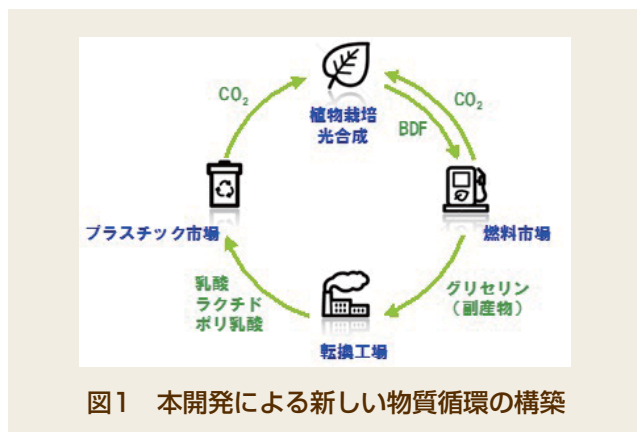 CO₂
植物栽培
光合成
CO₂
BDF
プラスチック市場
燃料市場
乳酸
ラクチド
ポリ乳酸
グリセリン
（副産物）
転換工場
図1　本開発による新しい物質循環の構築